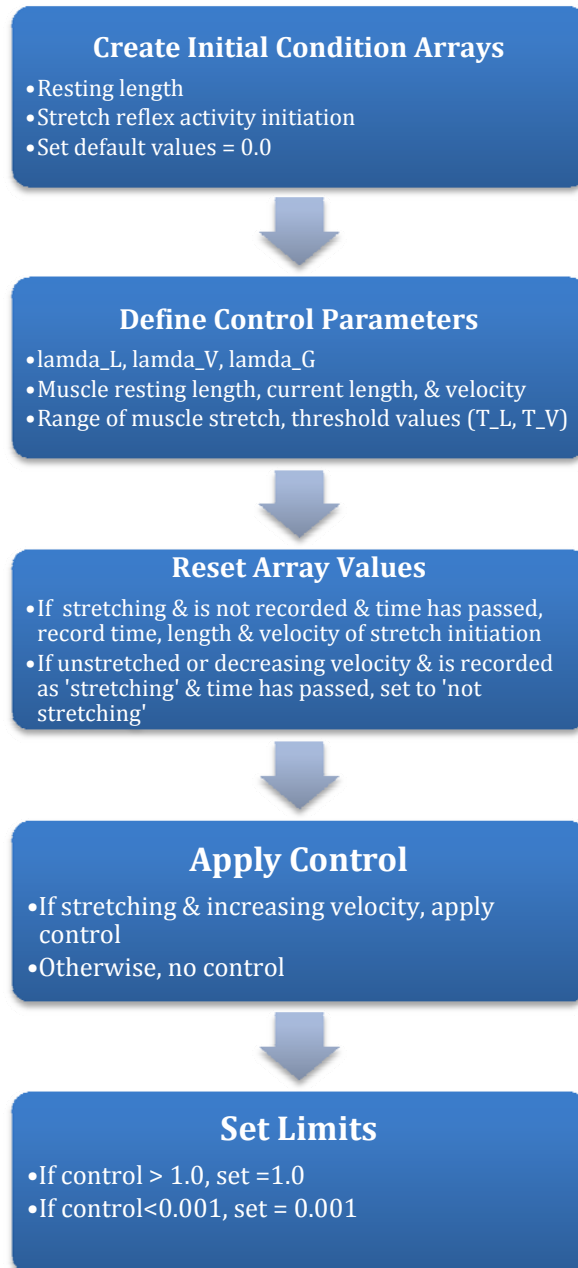 Create Initial Condition Arrays
•Resting length
•Stretch reflex activity initiation
•Set default values = 0.0
Define Control Parameters
•lamda_L, lamda_V, lamda_G
•Muscle resting length, current length, & velocity
•Range of muscle stretch, threshold values (T_L, T_V)
Reset Array Values
•If stretching & is not recorded & time has passed,
record time, length & velocity of stretch initiation
•If unstretched or decreasing velocity & is recorded
as 'stretching' & time has passed, set to 'not
stretching'
Apply Control
•If stretching & increasing velocity, apply
control
•Otherwise, no control
Set Limits
•If control > 1.0, set =1.0
•If control<0.001, set = 0.001